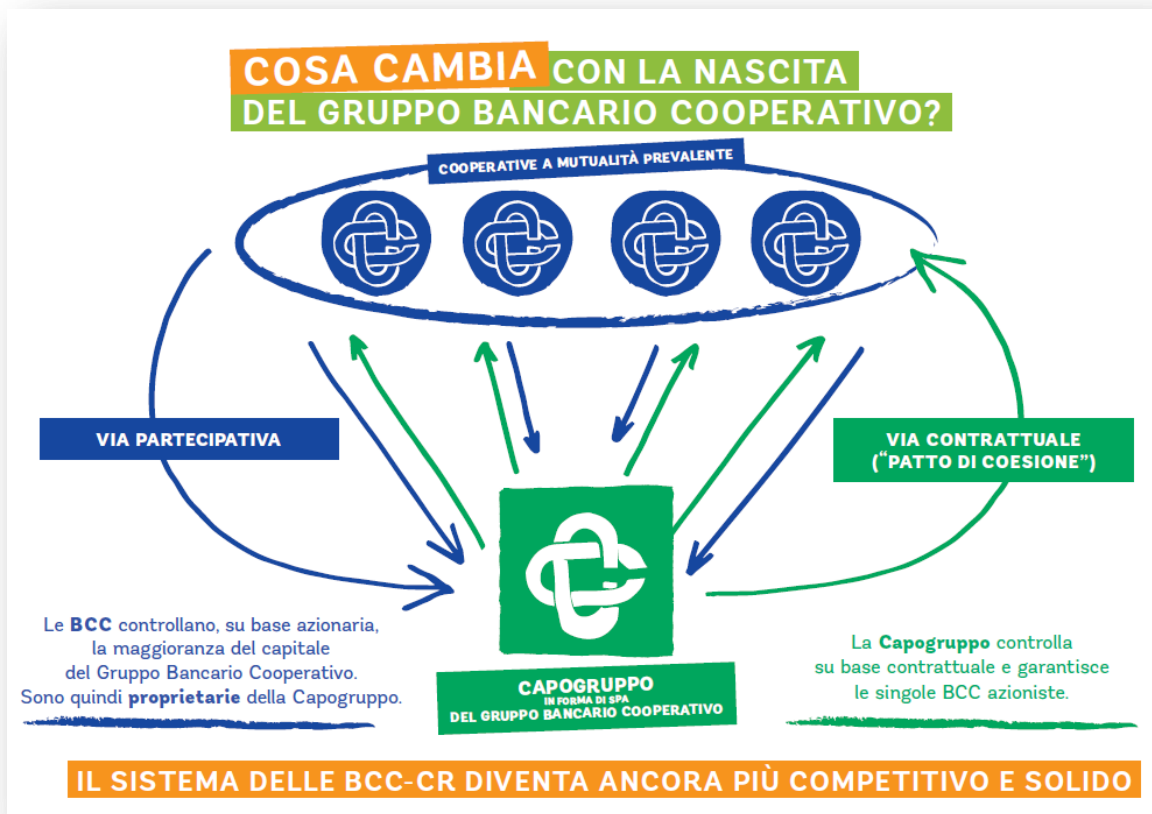 COSA CAMBIA CON LA NASCITA
DEL GRUPPO BANCARIO COOPERATIVO?
COOPERATIVE A MUTUALITÀ PREVALENTE
VIA PARTECIPATIVA
VIA CONTRATTUALE
(“PATTO DI COESIONE”)
Le BCC controllano, su base azionaria,
la maggioranza del capitale
del Gruppo Bancario Cooperativo.
Sono quindi proprietarie della Capogruppo.
CAPOGRUPPO
IN FORMA DI SPA
DEL GRUPPO BANCARIO COOPERATIVO
La Capogruppo controlla
su base contrattuale e garantisce
le singole BCC azioniste.
IL SISTEMA DELLE BCC-CR DIVENTA ANCORA PIÙ COMPETITIVO E SOLIDO